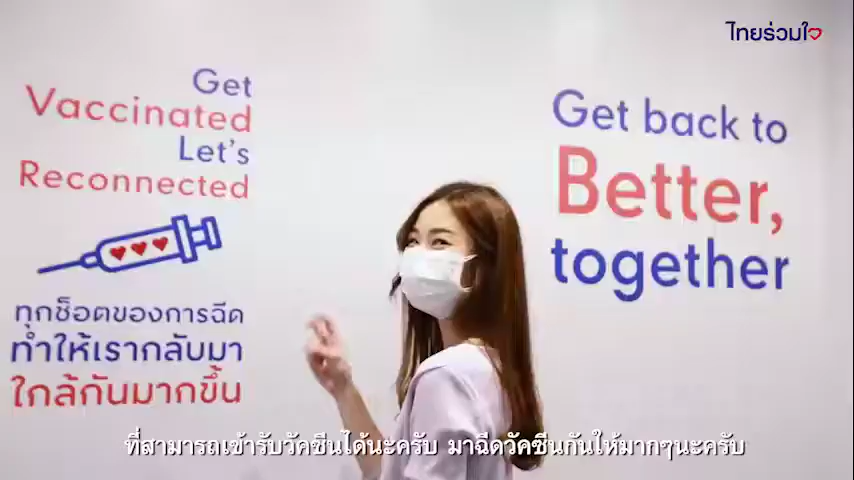 ไทยร่วมใจ
Get
Vaccinated
Let's
Reconnected
ทุกช็อตของการฉีด
ทำให้เรากลับมา
ใกล้กันมากขึ้น
Get back to
Better,
together
ที่สามารถเข้ารับวัคซีนได้นะครับ มาฉีดวัคซีนกันให้มากๆนะครับ